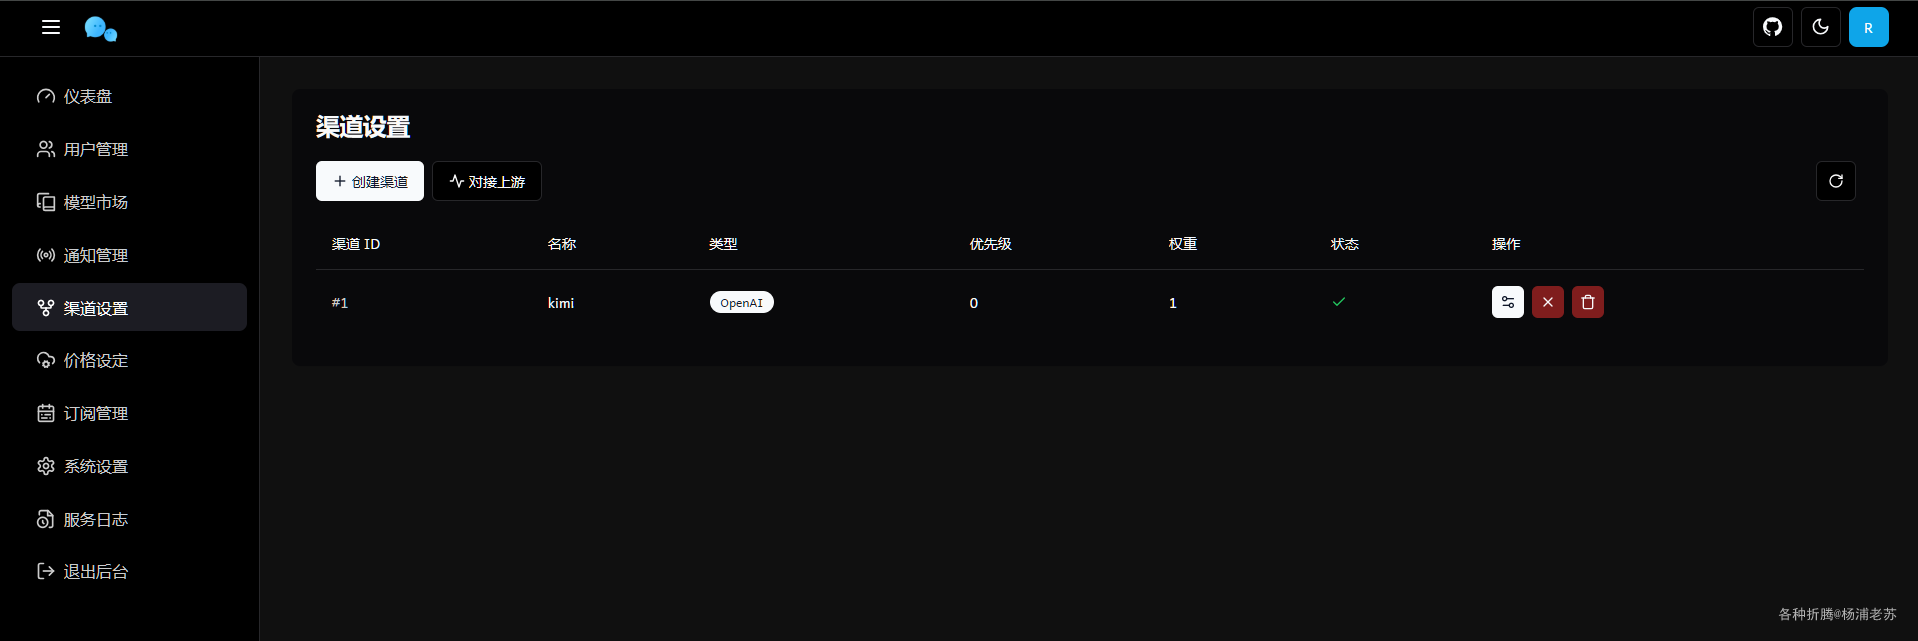 R
仪表盘
用户管理
模型市场
通知管理
渠道设置
价格设定
订阅管理
系统设置
服务日志
退出后台
渠道设置
创建渠道 对接上游
渠道 ID 名称 类型 优先级 权重 状态 操作
#1 kimi OpenAI 0 1
各种折腾@杨浦老苏